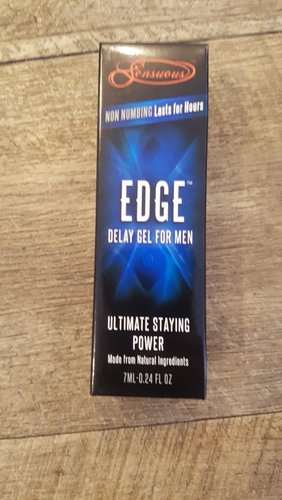 Sensuous
NON NUMBING Lasts for Hours
EDGE™
DELAY GEL FOR MEN
ULTIMATE STAYING
POWER
Made from Natural Ingredients
7ML-0.24 FL OZ